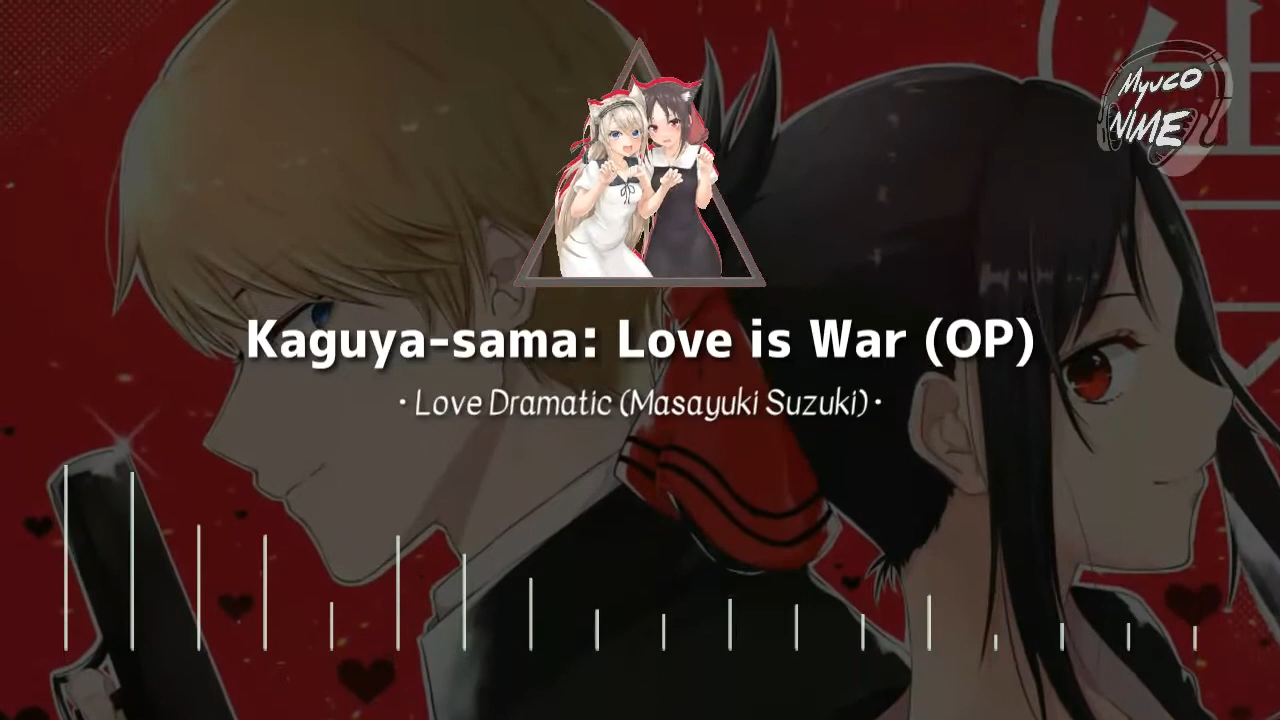 Myuco
NiME
Kaguya-sama: Love is War (OP)
• Love Dramatic (Masayuki Suzuki) •